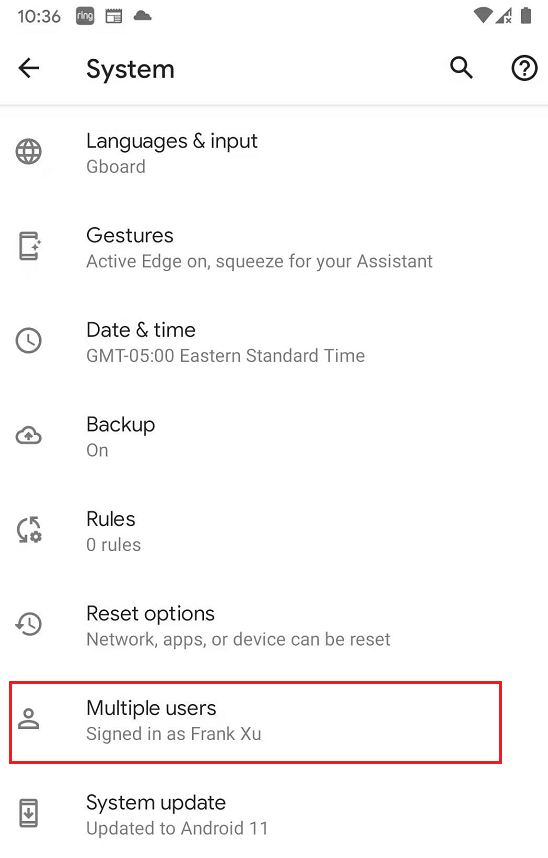 10:36 ring
System
Languages & input
Gboard
Gestures
Active Edge on, squeeze for your Assistant
Date & time
GMT-05:00 Eastern Standard Time
Backup
On
Rules
0 rules
Reset options
Network, apps, or device can be reset
Multiple users
Signed in as Frank Xu
System update
Updated to Android 11